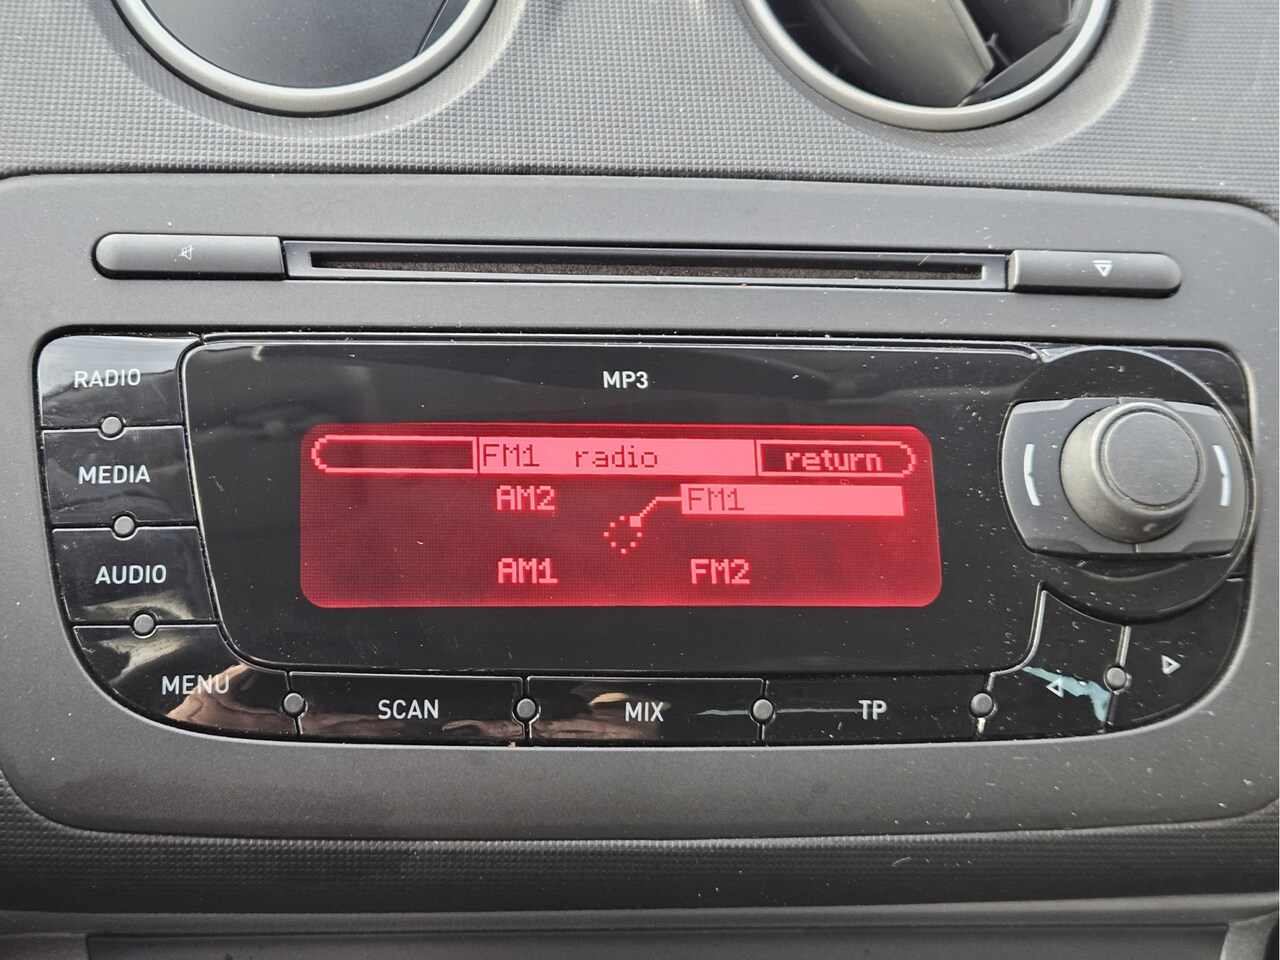 MP3
RADIO
MEDIA
AUDIO
MENU
FM1 radio return
AM2 FM1
AM1 FM2
SCAN MIX TP